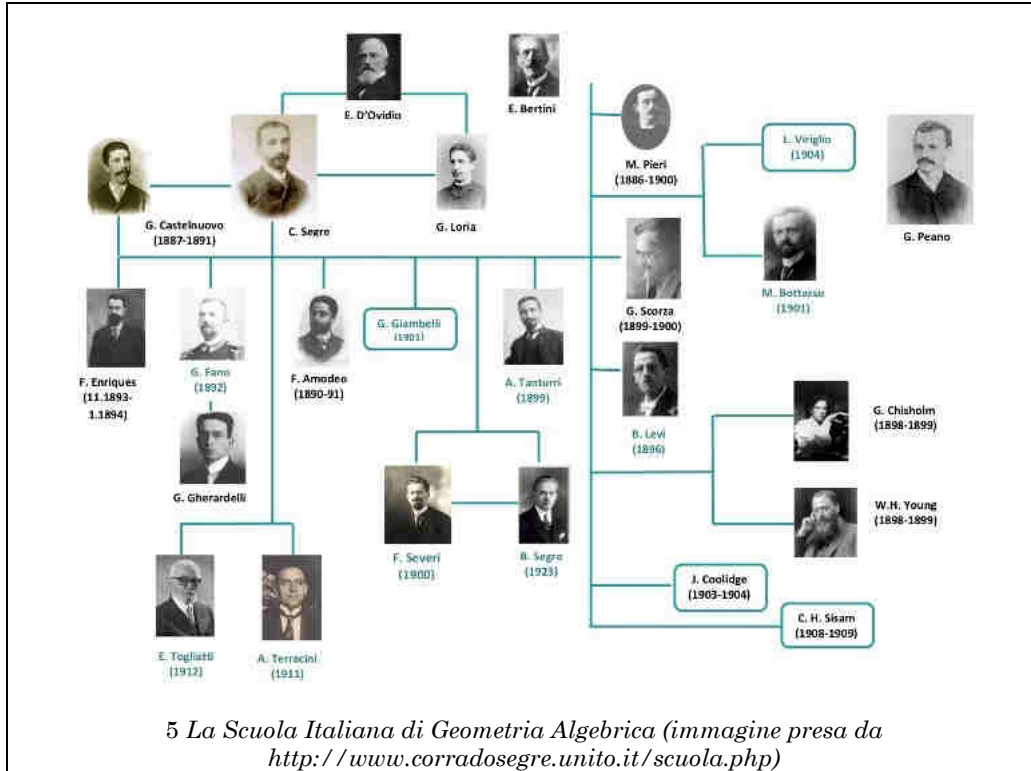 E. D'Ovidio
E. Bertini
M. Pieri
(1886-1900)
L. Viriglio
(1904)
G. Peano
G. Castelnuovo
(1887-1891)
C. Segre
G. Loria
M. Bottasso
(1901)
G. Scorza
(1899-1900)
F. Enriques
(11.1893-
1.1894)
G. Fano
(1892)
F. Amodeo
(1890-91)
G. Giambelli
(1901)
A. Tanturri
(1899)
B. Levi
(1896)
G. Chisholm
(1898-1899)
G. Gherardelli
W.H. Young
(1898-1899)
F. Severi
(1900)
B. Segre
(1923)
J. Coolidge
(1903-1904)
C. H. Sisam
(1908-1909)
E. Togliatti
(1912)
A. Terracini
(1911)
5 La Scuola Italiana di Geometria Algebrica (immagine presa da
http://www.corradosegre.unito.it/scuola.php)